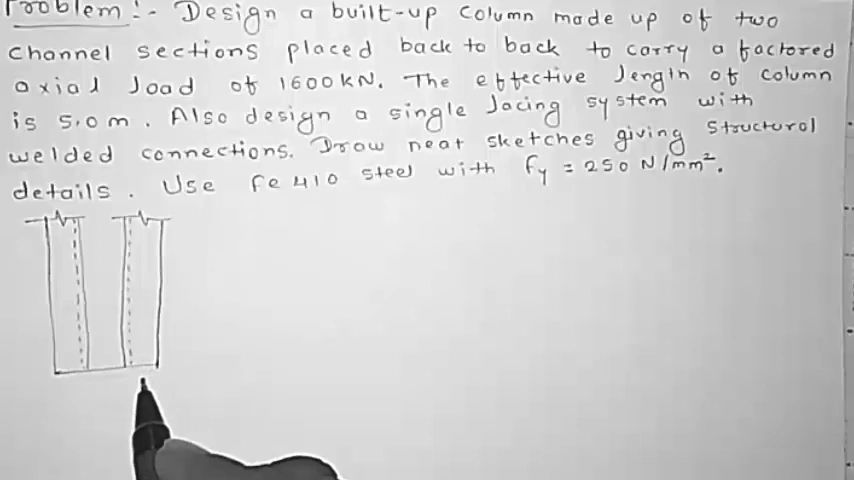 Problem:- Design a built-up column made up of two
channel sections placed back to back to carry a factored
axial load of 1600KN. The effective length of column
is 5.0m. Also design a single lacing system with
welded connections. Draw neat sketches giving structural
details. Use Fe 410 steel with fy = 250 N/mm².